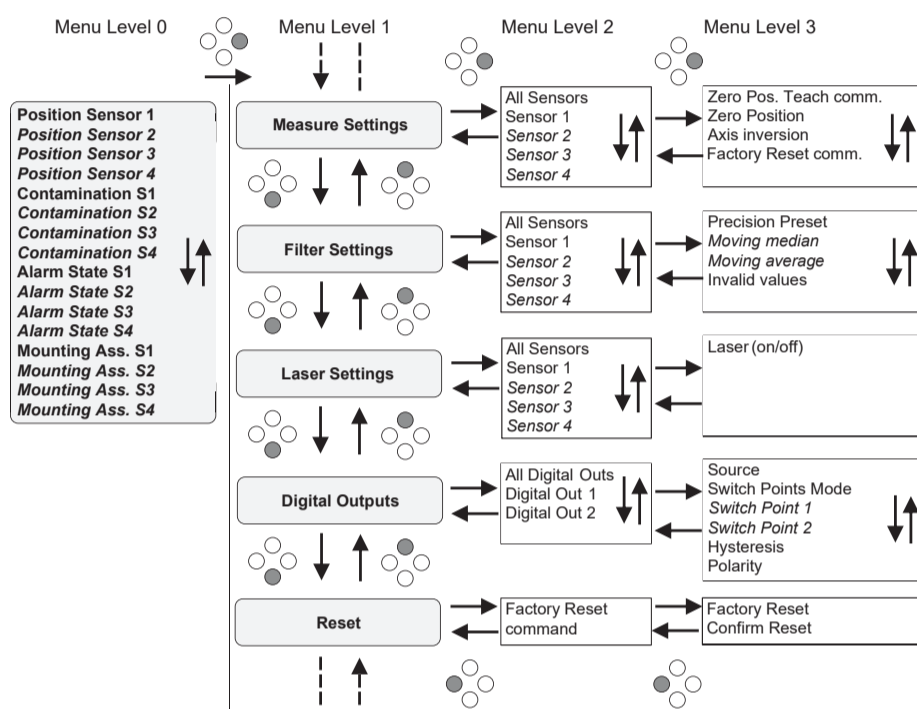 Menu Level 0
Menu Level 1
Menu Level 2
Menu Level 3
Position Sensor 1
Position Sensor 2
Position Sensor 3
Position Sensor 4
Contamination S1
Contamination S2
Contamination S3
Contamination S4
Alarm State S1
Alarm State S2
Alarm State S3
Alarm State S4
Mounting Ass. S1
Mounting Ass. S2
Mounting Ass. S3
Mounting Ass. S4
Measure Settings
All Sensors
Sensor 1
Sensor 2
Sensor 3
Sensor 4
Zero Pos. Teach comm.
Zero Position
Axis inversion
Factory Reset comm.
Filter Settings
All Sensors
Sensor 1
Sensor 2
Sensor 3
Sensor 4
Precision Preset
Moving median
Moving average
Invalid values
Laser Settings
All Sensors
Sensor 1
Sensor 2
Sensor 3
Sensor 4
Laser (on/off)
Digital Outputs
All Digital Outs
Digital Out 1
Digital Out 2
Source
Switch Points Mode
Switch Point 1
Switch Point 2
Hysteresis
Polarity
Reset
Factory Reset
command
Factory Reset
Confirm Reset